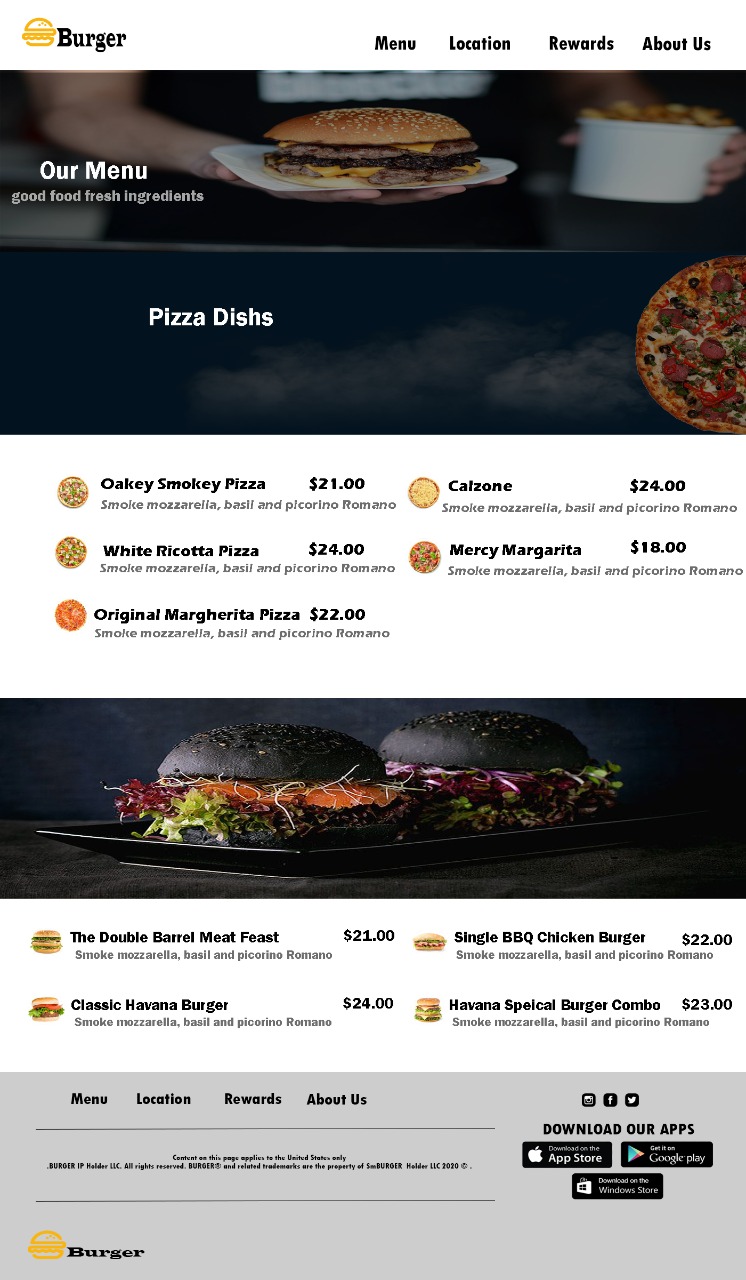 Burger
Menu Location Rewards About Us
Our Menu
good food fresh ingredients
Pizza Dishs
Oakey Smokey Pizza $21.00
Smoke mozzarella, basil and picorino Romano
Calzone $24.00
Smoke mozzarella, basil and picorino Romano
White Ricotta Pizza $24.00
Smoke mozzarella, basil and picorino Romano
Mercy Margarita $18.00
Smoke mozzarella, basil and picorino Romano
Original Margherita Pizza $22.00
Smoke mozzarella, basil and picorino Romano
The Double Barrel Meat Feast $21.00
Smoke mozzarella, basil and picorino Romano
Single BBQ Chicken Burger $22.00
Smoke mozzarella, basil and picorino Romano
Classic Havana Burger $24.00
Smoke mozzarella, basil and picorino Romano
Havana Speical Burger Combo $23.00
Smoke mozzarella, basil and picorino Romano
Menu Location Rewards About Us
Content on this page applies to the United States only
.BURGER IP Holder LLC. All rights reserved. BURGER® and related trademarks are the property of SmBURGER Holder LLC 2020 © .
DOWNLOAD OUR APPS
Download on the
App Store
Get it on
Google play
Download on the
Windows Store
Burger